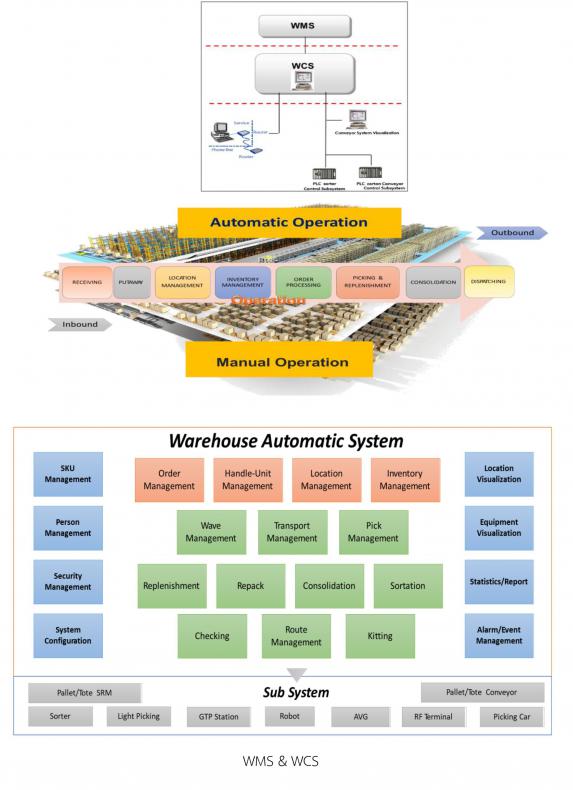 WMS
WCS
Service
Router
Phone line
Router
Conveyor System Visualization
PLC sorter
Control Subsystem
PLC carton Conveyor
Control Subsystem
Automatic Operation
Outbound
RECEIVING
PUTAWAY
LOCATION
MANAGEMENT
INVENTORY
MANAGEMENT
ORDER
PROCESSING
PICKING &
REPLENISHMENT
CONSOLIDATION
DISPATCHING
Operation
Inbound
Manual Operation
Warehouse Automatic System
SKU
Management
Order
Management
Handle-Unit
Management
Location
Management
Inventory
Management
Location
Visualization
Person
Management
Wave
Management
Transport
Management
Pick
Management
Equipment
Visualization
Security
Management
Replenishment
Repack
Consolidation
Sortation
Statistics/Report
System
Configuration
Checking
Route
Management
Kitting
Alarm/Event
Management
Pallet/Tote SRM
Sub System
Pallet/Tote Conveyor
Sorter
Light Picking
GTP Station
Robot
AVG
RF Terminal
Picking Car
WMS & WCS